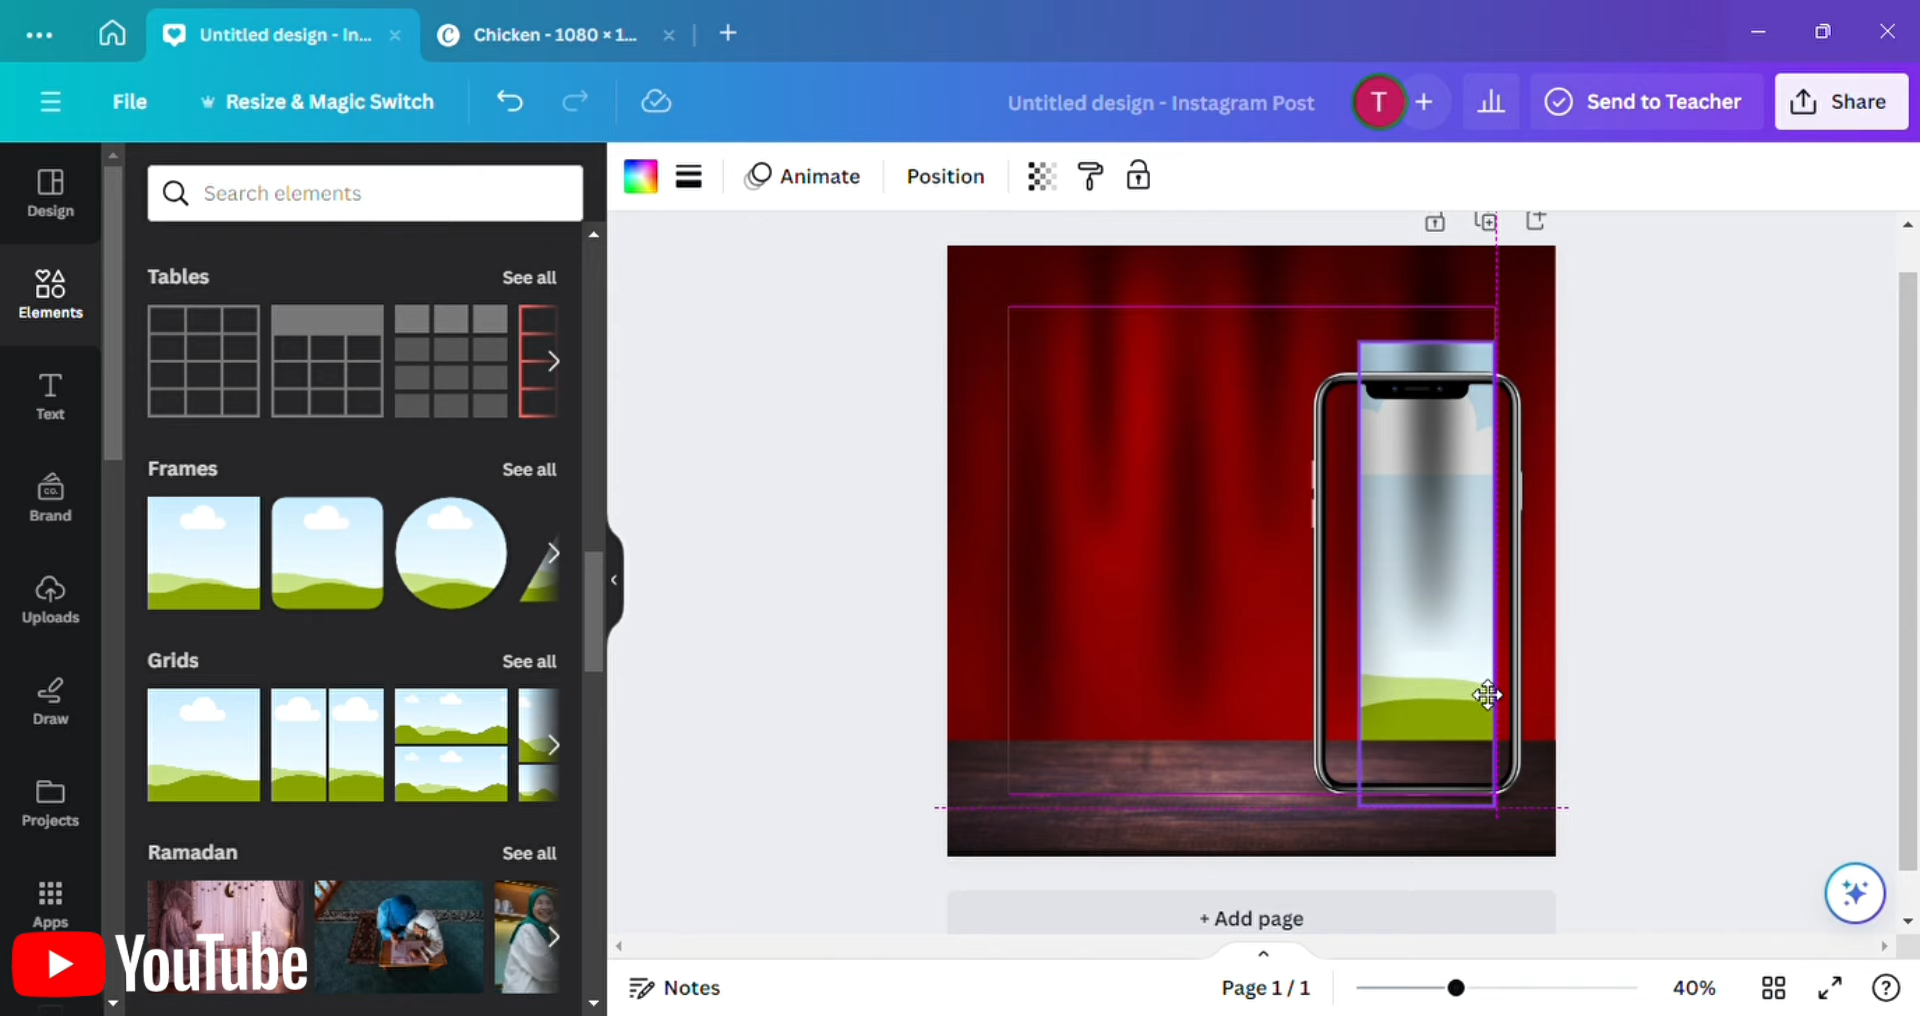 Untitled design - In...
Chicken - 1080 × 1...
File
Resize & Magic Switch
Untitled design - Instagram Post
T
Send to Teacher
Share
Design
Elements
Text
Brand
CO.
Uploads
Draw
Projects
Apps
Search elements
Tables
See all
Frames
See all
Grids
See all
Ramadan
See all
Animate
Position
+ Add page
Notes
Page 1 / 1
40%
YouTube